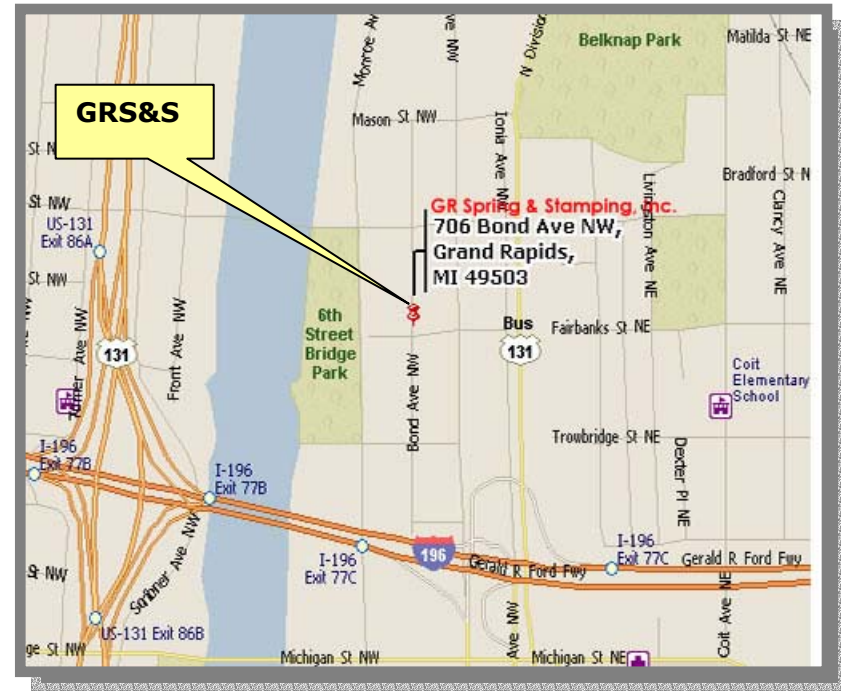 Monroe Av
ve NW
N Division
Belknap Park
Matilda St NE
GRS&S
Mason St NW
Ionia Ave NW
St N
Livingston Ave NE
Bradford St N
Clancy Ave NE
St NW
US-131
Exit 86A
GR Spring & Stamping, Inc.
706 Bond Ave NW,
Grand Rapids,
MI 49503
St NW
6th
Street
Bridge
Park
Bus
131
Fairbanks St NE
131
Turner Ave NW
Front Ave NW
Bond Ave NW
Coit
Elementary
School
Trowbridge St NE
Dexter Pl NE
I-196
Exit 77B
I-196
Exit 77B
I-196
Exit 77C
196
Gerald R Ford Fwy
I-196
Exit 77C
Gerald R Ford Fwy
St NW
Scribner Ave NW
US-131 Exit 86B
Ave NW
Coit Ave NE
ge St NW
Michigan St NW
Michigan St NE